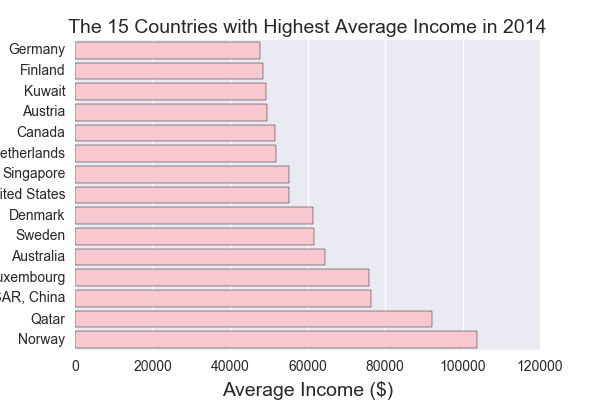 The 15 Countries with Highest Average Income in 2014
Germany
Finland
Kuwait
Austria
Canada
etherlands
Singapore
ited States
Denmark
Sweden
Australia
uxembourg
SAR, China
Qatar
Norway
0 20000 40000 60000 80000 100000 120000
Average Income ($)